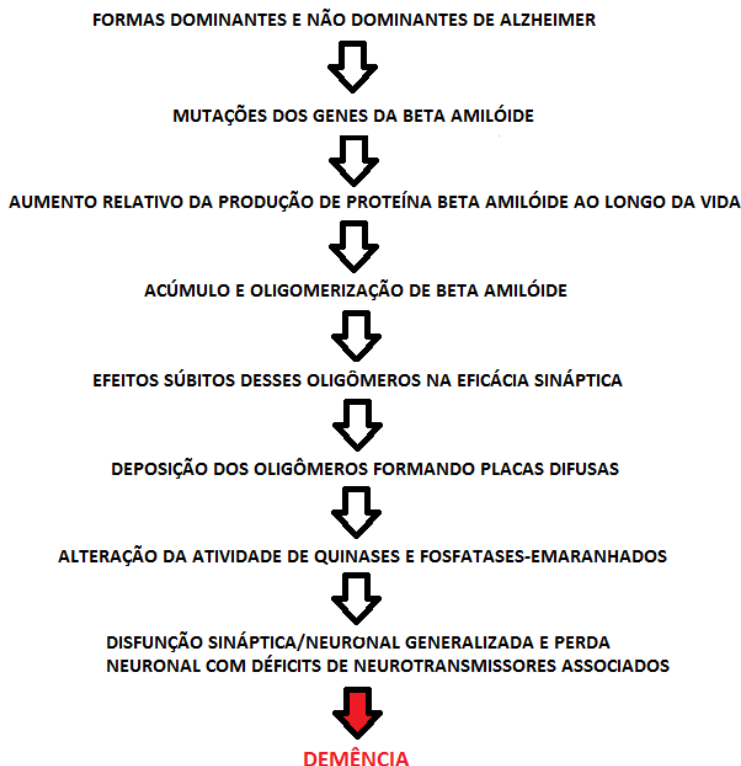 FORMAS DOMINANTES E NÃO DOMINANTES DE ALZHEIMER
MUTAÇÕES DOS GENES DA BETA AMILÓIDE
AUMENTO RELATIVO DA PRODUÇÃO DE PROTEÍNA BETA AMILÓIDE AO LONGO DA VIDA
ACÚMULO E OLIGOMERIZAÇÃO DE BETA AMILÓIDE
EFEITOS SÚBITOS DESSES OLIGÔMEROS NA EFICÁCIA SINÁPTICA
DEPOSIÇÃO DOS OLIGÔMEROS FORMANDO PLACAS DIFUSAS
ALTERAÇÃO DA ATIVIDADE DE QUINASES E FOSFATASES-EMARANHADOS
DISFUNÇÃO SINÁPTICA/NEURONAL GENERALIZADA E PERDA
NEURONAL COM DÉFICITS DE NEUROTRANSMISSORES ASSOCIADOS
DEMÊNCIA